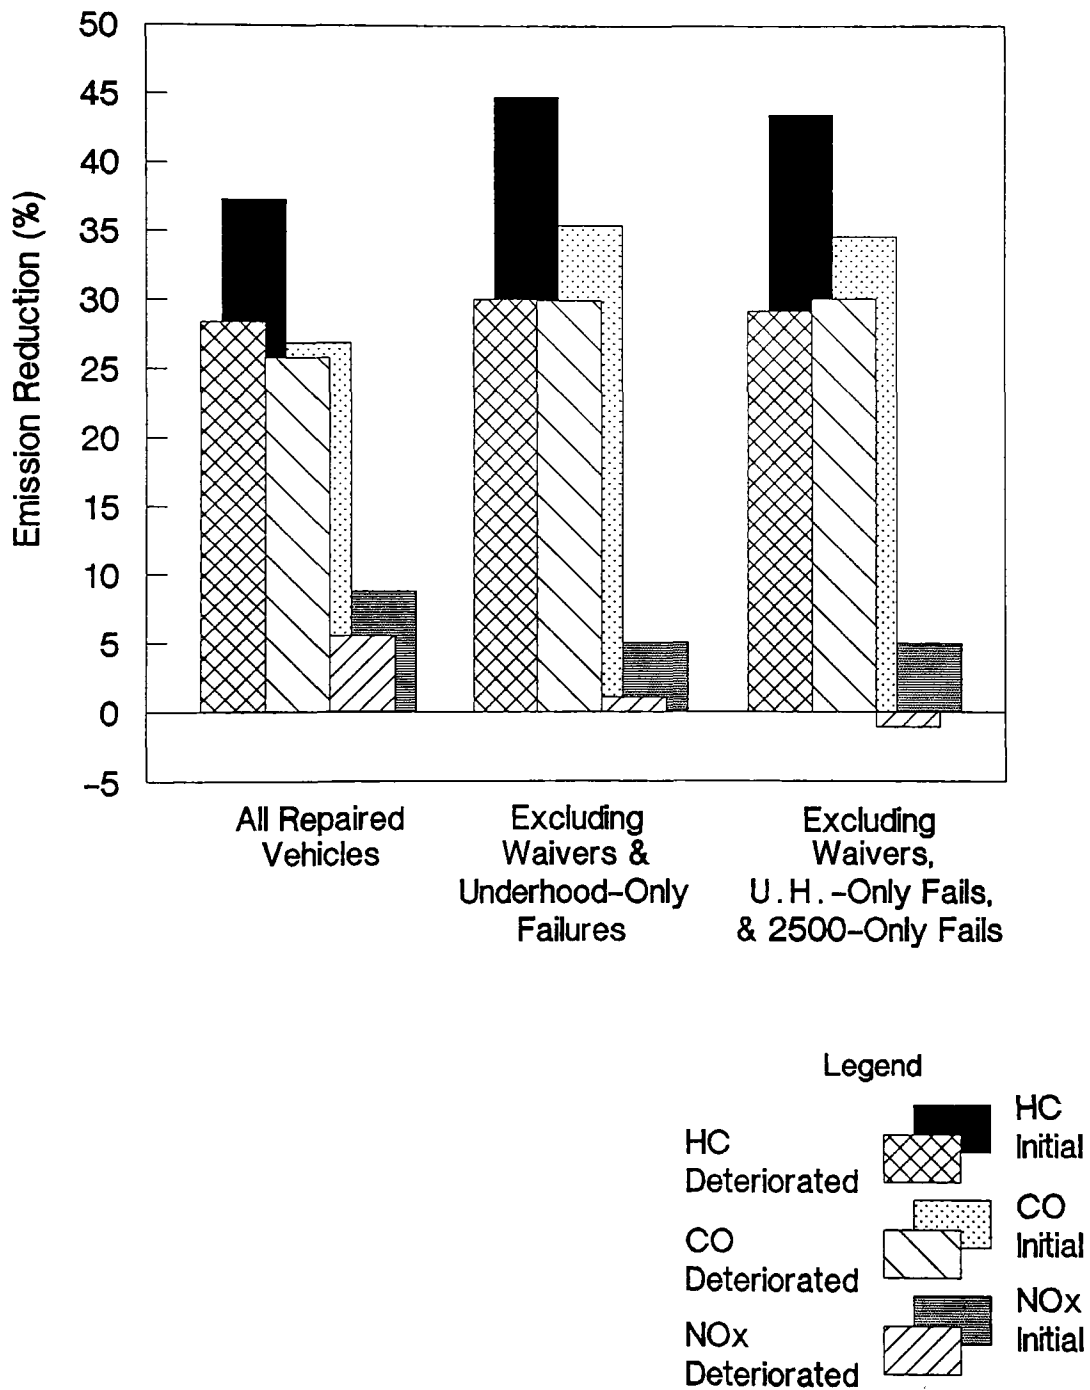 50
45
40
35
30
25
20
15
10
5
0
-5
Emission Reduction (%)
All Repaired
Vehicles
Excluding
Waivers &
Underhood-Only
Failures
Excluding
Waivers,
U.H.-Only Fails,
& 2500-Only Fails
Legend
HC
Deteriorated
HC
Initial
CO
Deteriorated
CO
Initial
NOx
Deteriorated
NOx
Initial